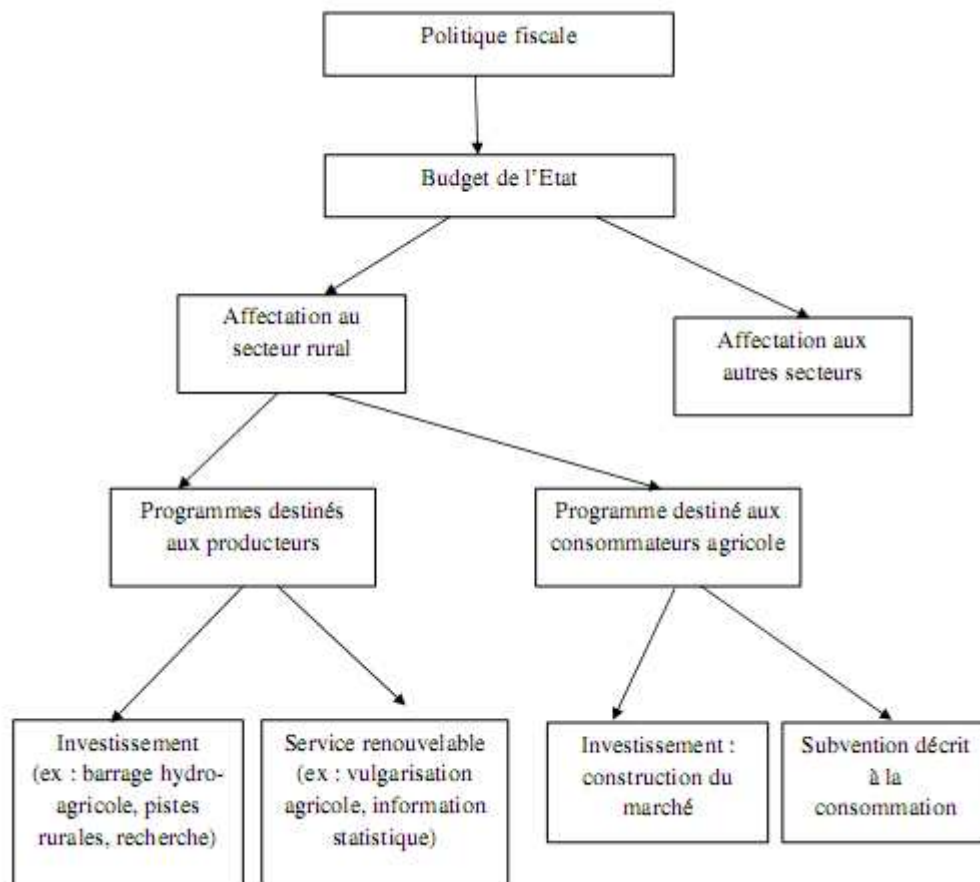 Politique fiscale
Budget de l'Etat
Affectation au
secteur rural
Affectation aux
autres secteurs
Programmes destinés
aux producteurs
Programme destiné aux
consommateurs agricole
Investissement
(ex : barrage hydro-
agricole, pistes
rurales, recherche)
Service renouvelable
(ex : vulgarisation
agricole, information
statistique)
Investissement :
construction du
marché
Subvention décrit
à la
consommation